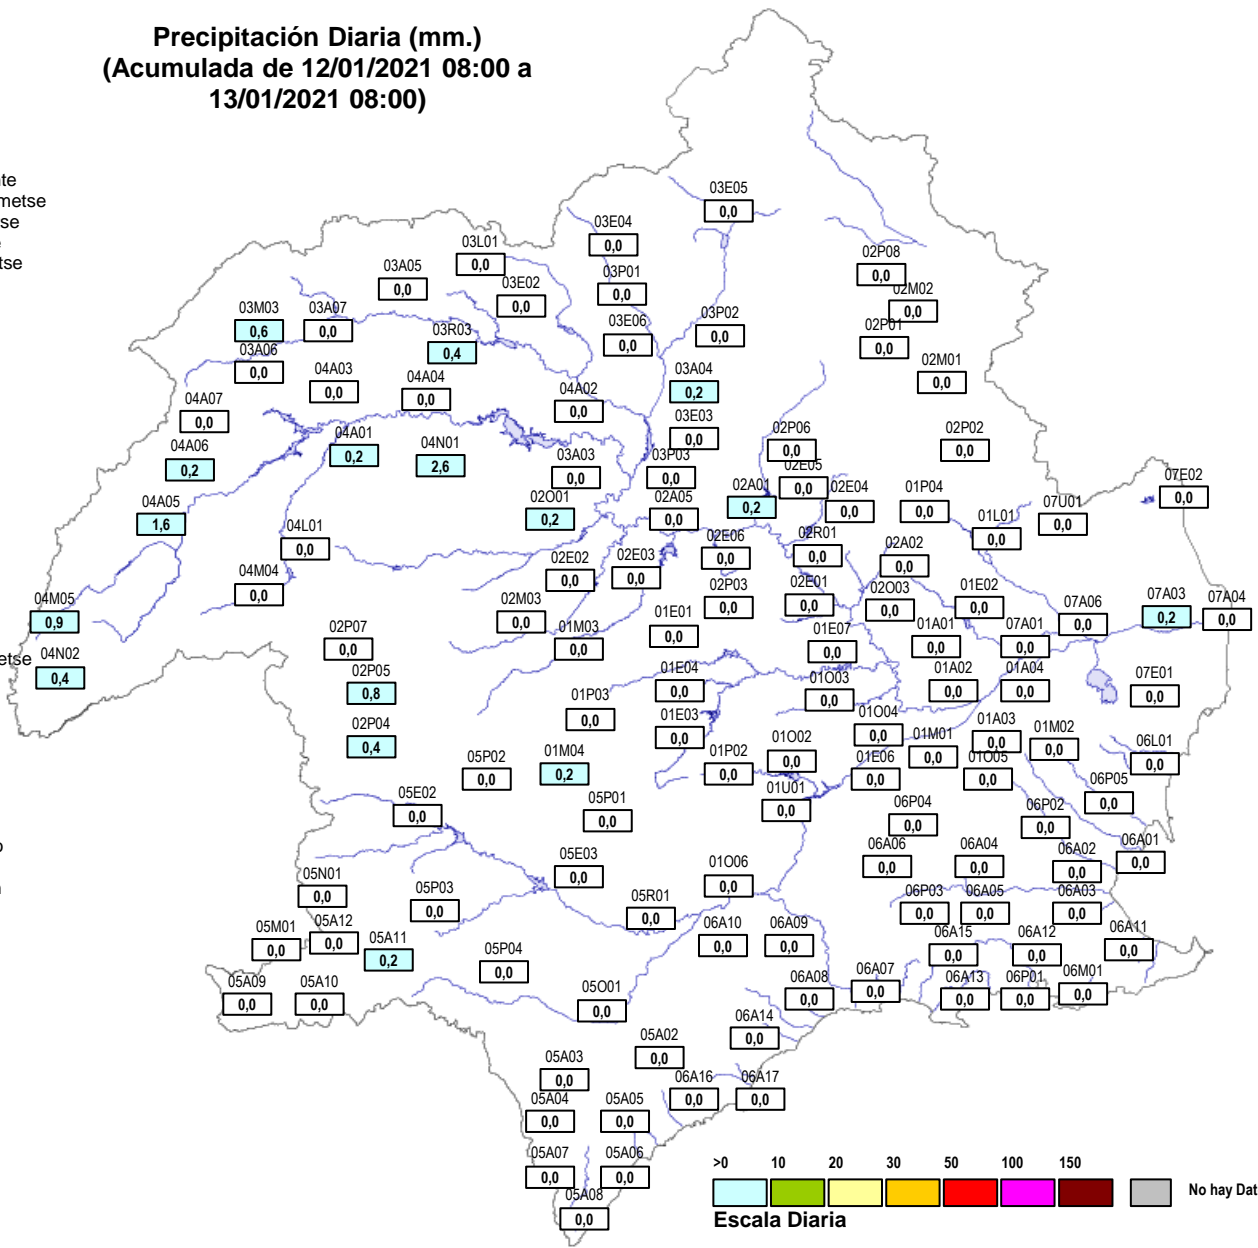 Precipitación Diaria (mm.)
(Acumulada de 12/01/2021 08:00 a
13/01/2021 08:00)
te
metse
se
tse
etse
03E05
0,0
03E04
0,0
03L01
0,0
02P08
0,0
03A05
0,0
03P01
0,0
03E02
0,0
02M02
0,0
03M03
0,6
03A07
0,0
03P02
0,0
03R03
0,4
03E06
0,0
02P01
0,0
03A06
0,0
02M01
0,0
04A03
0,0
04A04
0,0
03A04
0,2
04A02
0,0
04A07
0,0
03E03
0,0
04A01
0,2
02P06
0,0
02P02
0,0
04A06
0,2
04N01
2,6
03A03
0,0
03P03
0,0
02E05
0,0
07E02
0,0
04A05
1,6
02O01
0,2
02A05
0,0
02A01
0,2
02E04
0,0
01P04
0,0
07U01
0,0
01L01
0,0
04L01
0,0
02E06
0,0
02R01
0,0
02A02
0,0
02E02
0,0
02E03
0,0
04M04
0,0
04M05
0,9
02M03
0,0
02P03
0,0
02E01
0,0
02O03
0,0
01E02
0,0
07A06
0,0
07A03
0,2
07A04
0,0
01E01
0,0
01M03
0,0
02P07
0,0
01E07
0,0
01A01
0,0
07A01
0,0
04N02
0,4
02P05
0,8
01E04
0,0
01O03
0,0
01A02
0,0
01A04
0,0
07E01
0,0
01P03
0,0
02P04
0,4
01E03
0,0
01O04
0,0
01A03
0,0
01M02
0,0
01M01
0,0
05P02
0,0
01M04
0,2
01P02
0,0
01O02
0,0
01E06
0,0
01O05
0,0
06L01
0,0
05E02
0,0
05P01
0,0
01U01
0,0
06P04
0,0
06P02
0,0
06P05
0,0
05E03
0,0
01O06
0,0
06A06
0,0
06A04
0,0
06A02
0,0
06A01
0,0
05N01
0,0
05P03
0,0
05R01
0,0
06P03
0,0
06A05
0,0
06A03
0,0
05M01
0,0
05A12
0,0
05A11
0,2
06A10
0,0
06A09
0,0
06A15
0,0
06A12
0,0
06A11
0,0
05P04
0,0
05A09
0,0
05A10
0,0
05O01
0,0
06A08
0,0
06A07
0,0
06A13
0,0
06P01
0,0
06M01
0,0
06A14
0,0
05A02
0,0
05A03
0,0
06A16
0,0
06A17
0,0
05A04
0,0
05A05
0,0
05A07
0,0
05A06
0,0
05A08
0,0
>0 10 20 30 50 100 150
No hay Dat
Escala Diaria